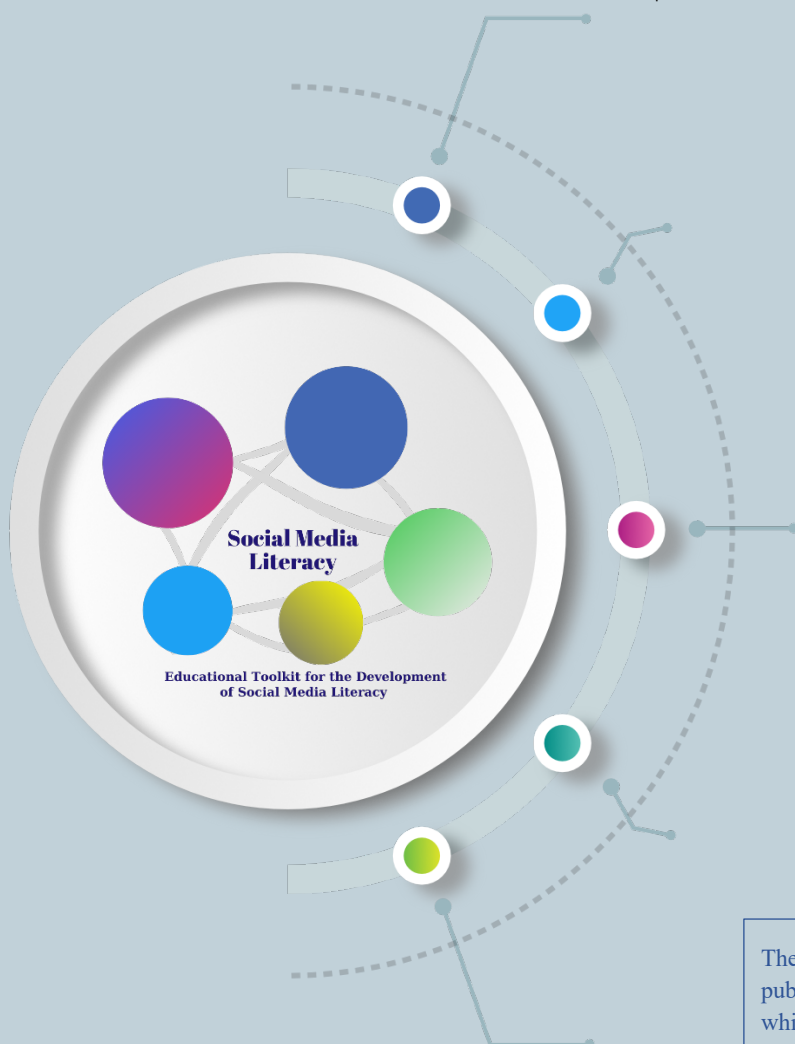 Social Media
Literacy
Educational Toolkit for the Development
of Social Media Literacy
The
pub
whi